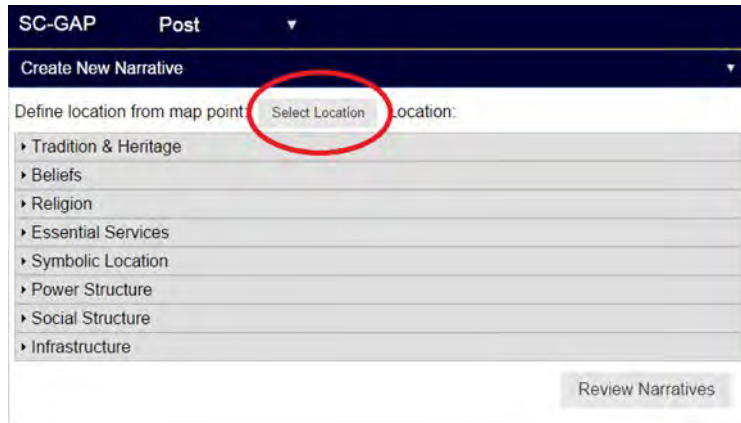 SC-GAP Post
Create New Narrative
Define location from map point: Select Location Location:
Tradition & Heritage
Beliefs
Religion
Essential Services
Symbolic Location
Power Structure
Social Structure
Infrastructure
Review Narratives